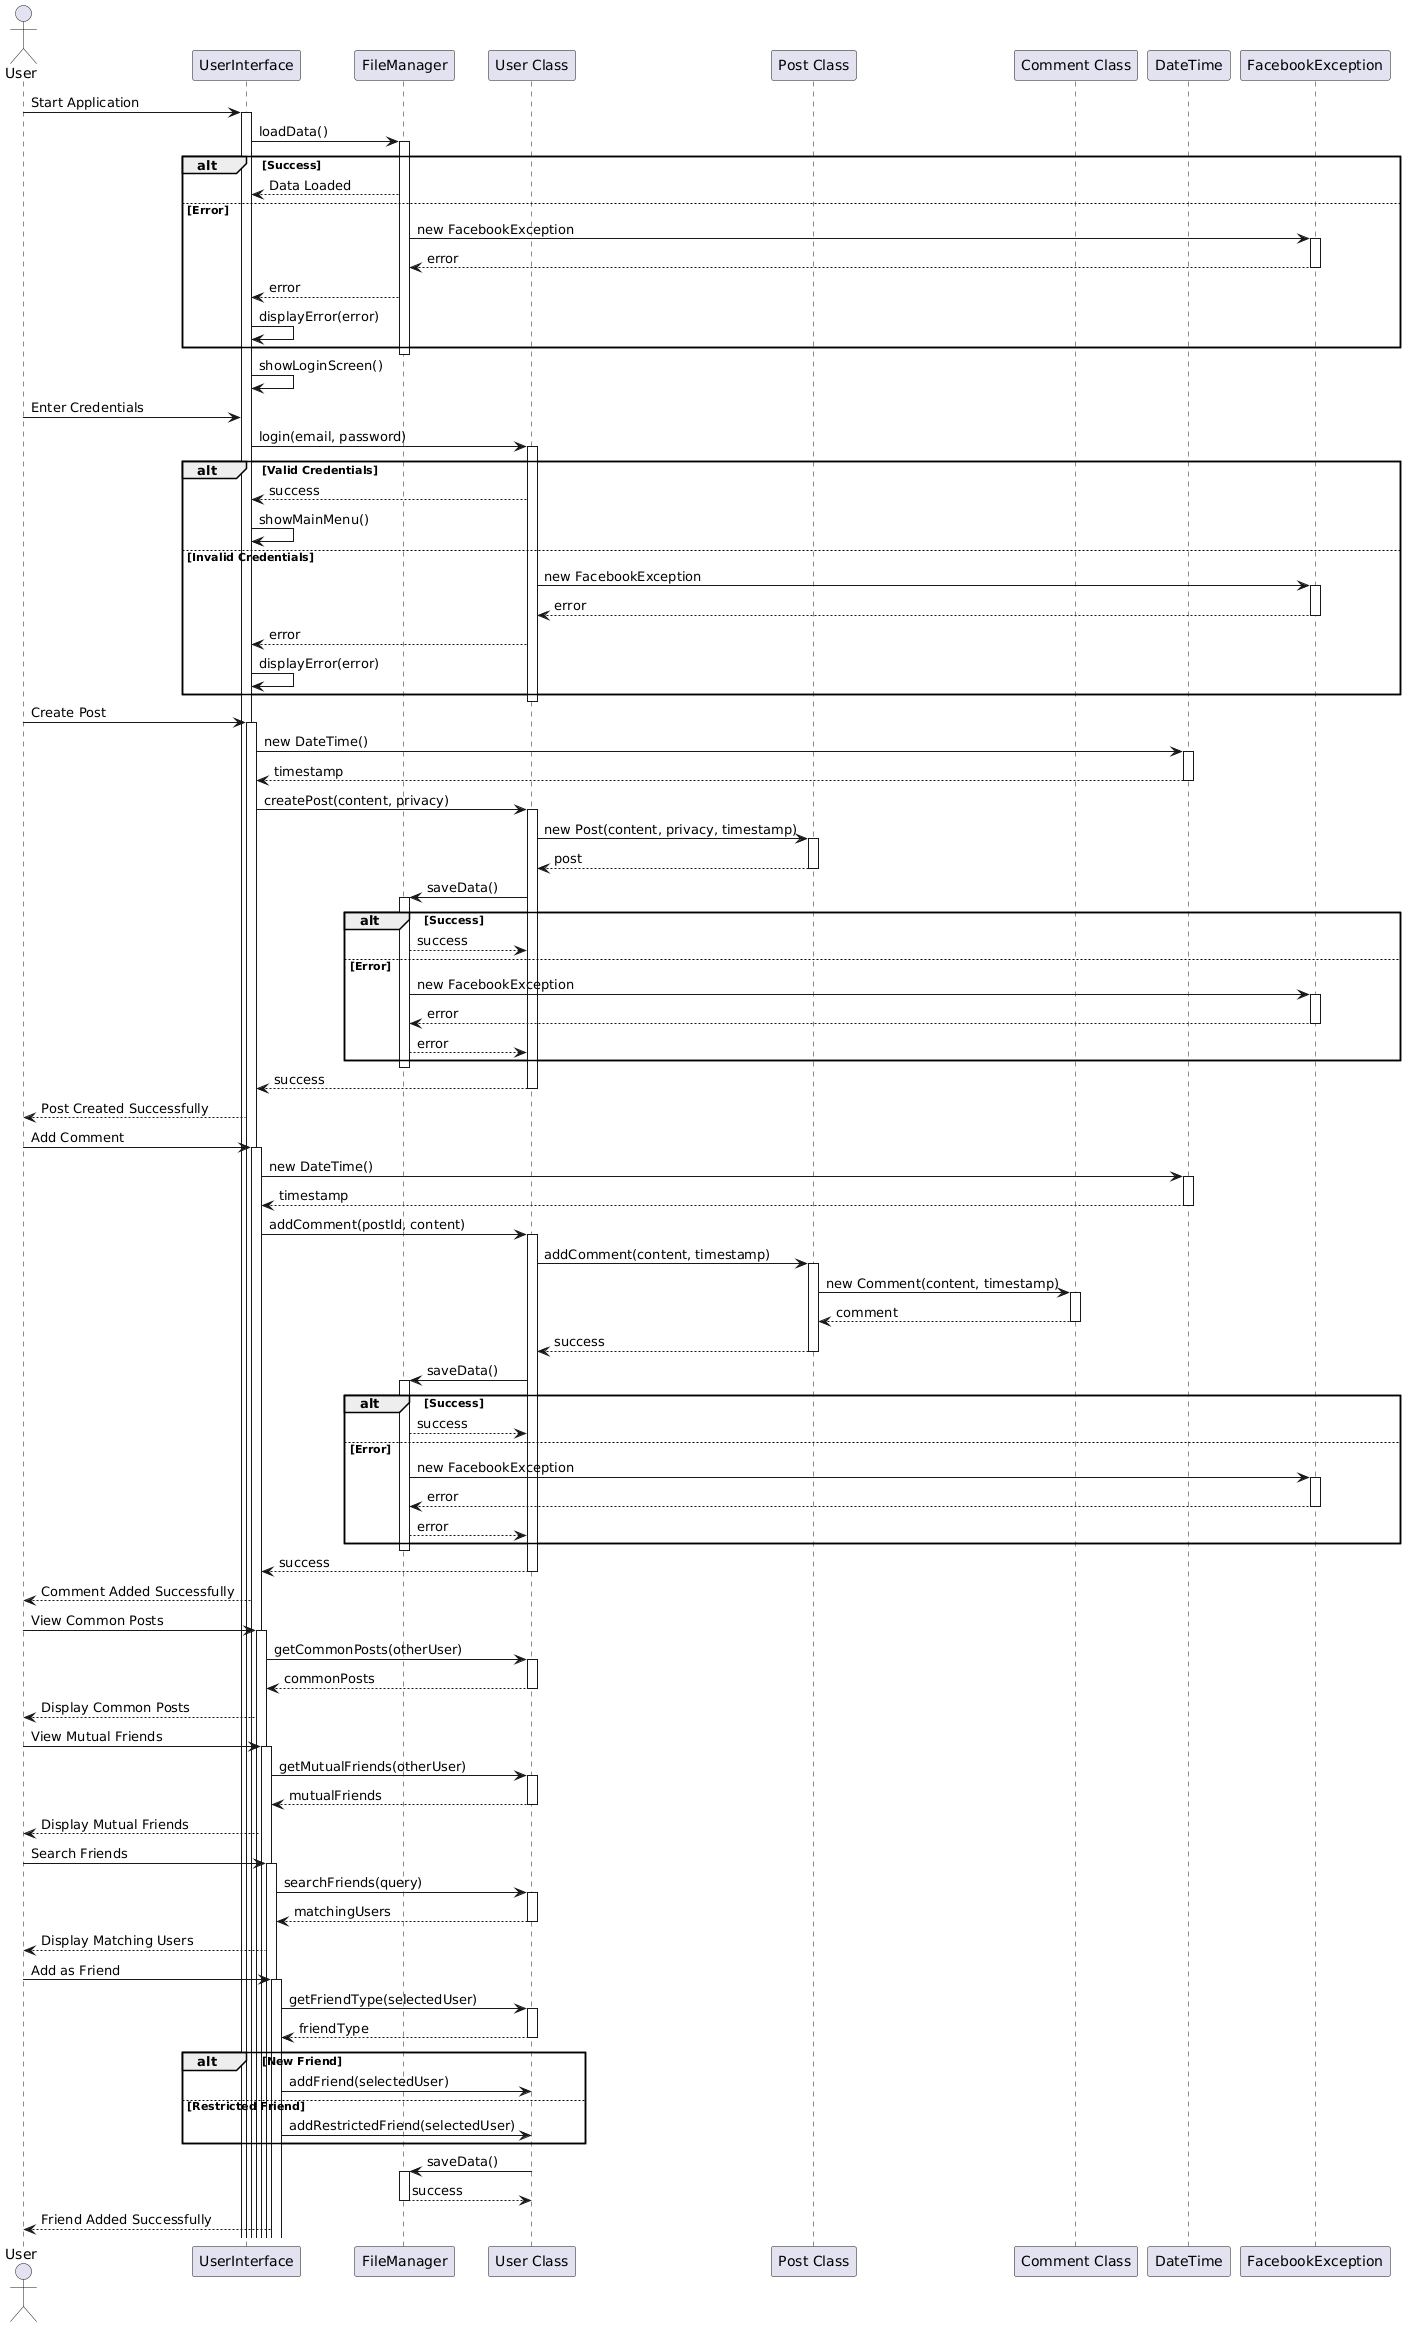 User
UserInterface
FileManager
User Class
Post Class
Comment Class
DateTime
FacebookException
Start Application
loadData()
alt
[Success]
Data Loaded
[Error]
new FacebookException
error
error
displayError(error)
showLoginScreen()
Enter Credentials
login(email, password)
alt
[Valid Credentials]
success
showMainMenu()
[Invalid Credentials]
new FacebookException
error
error
displayError(error)
Create Post
new DateTime()
timestamp
createPost(content, privacy)
new Post(content, privacy, timestamp)
post
saveData()
alt
[Success]
success
[Error]
new FacebookException
error
error
success
Post Created Successfully
Add Comment
new DateTime()
timestamp
addComment(postId, content)
addComment(content, timestamp)
new Comment(content, timestamp)
comment
success
saveData()
alt
[Success]
success
[Error]
new FacebookException
error
error
success
Comment Added Successfully
View Common Posts
getCommonPosts(otherUser)
commonPosts
Display Common Posts
View Mutual Friends
getMutualFriends(otherUser)
mutualFriends
Display Mutual Friends
Search Friends
searchFriends(query)
matchingUsers
Display Matching Users
Add as Friend
getFriendType(selectedUser)
friendType
alt
[New Friend]
addFriend(selectedUser)
[Restricted Friend]
addRestrictedFriend(selectedUser)
saveData()
success
Friend Added Successfully
User
UserInterface
FileManager
User Class
Post Class
Comment Class
DateTime
FacebookException